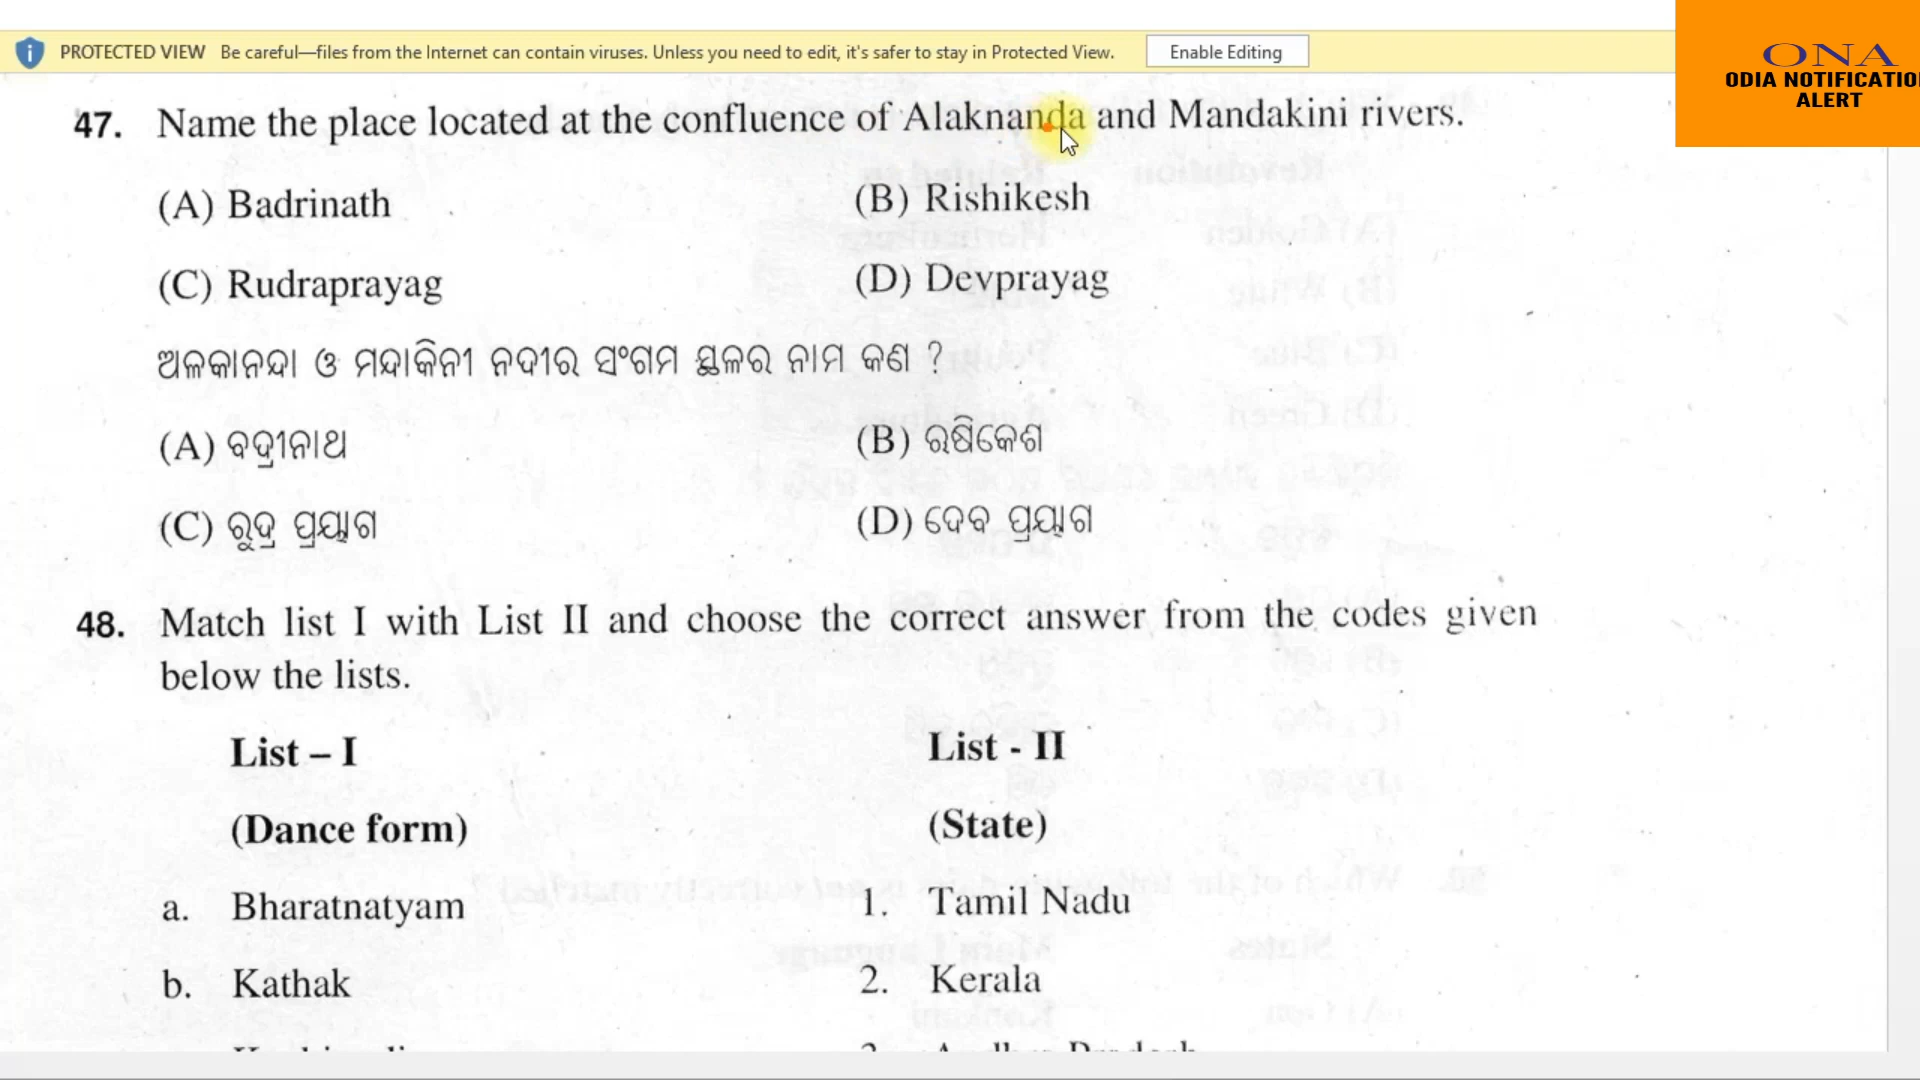 PROTECTED VIEW Be careful—files from the Internet can contain viruses. Unless you need to edit, it's safer to stay in Protected View. Enable Editing
ONA
ODIA NOTIFICATIO
ALERT
47. Name the place located at the confluence of Alaknanda and Mandakini rivers.
(A) Badrinath (B) Rishikesh
(C) Rudraprayag (D) Devprayag
ଅଳକାନନ୍ଦା ଓ ମନ୍ଦାକିନୀ ନଦୀର ସଂଗମ ସ୍ଥଳର ନାମ କଣ ?
(A) ବଦ୍ରୀନାଥ (B) ରଷିକେଶ
(C) ରୁଦ୍ର ପ୍ରୟାଗ (D) ଦେବ ପ୍ରୟାଗ
48. Match list I with List II and choose the correct answer from the codes given
below the lists.
List – I List - II
(Dance form) (State)
a. Bharatnatyam 1. Tamil Nadu
b. Kathak 2. Kerala